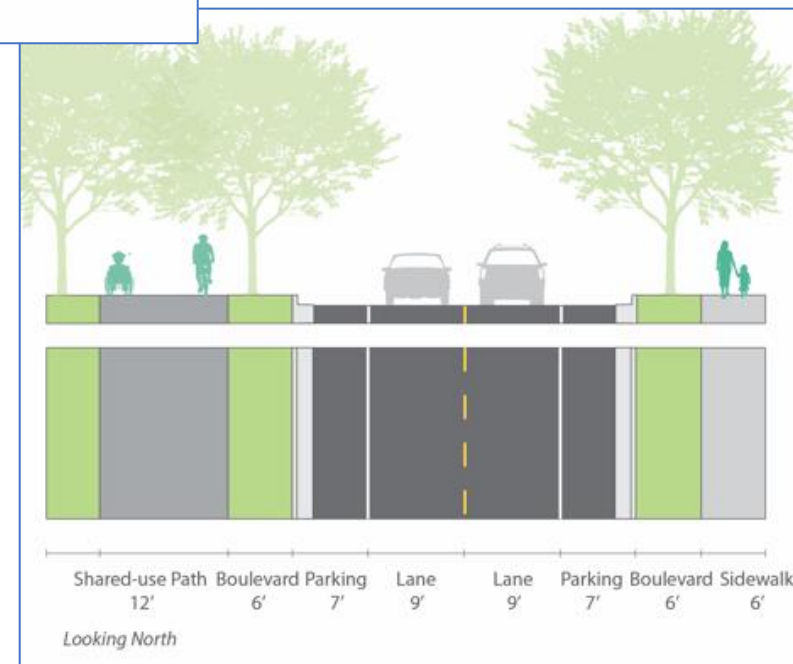 Shared-use Path Boulevard Parking Lane Lane Parking Boulevard Sidewalk
12' 6' 7' 9' 9' 7' 6' 6'
Looking North